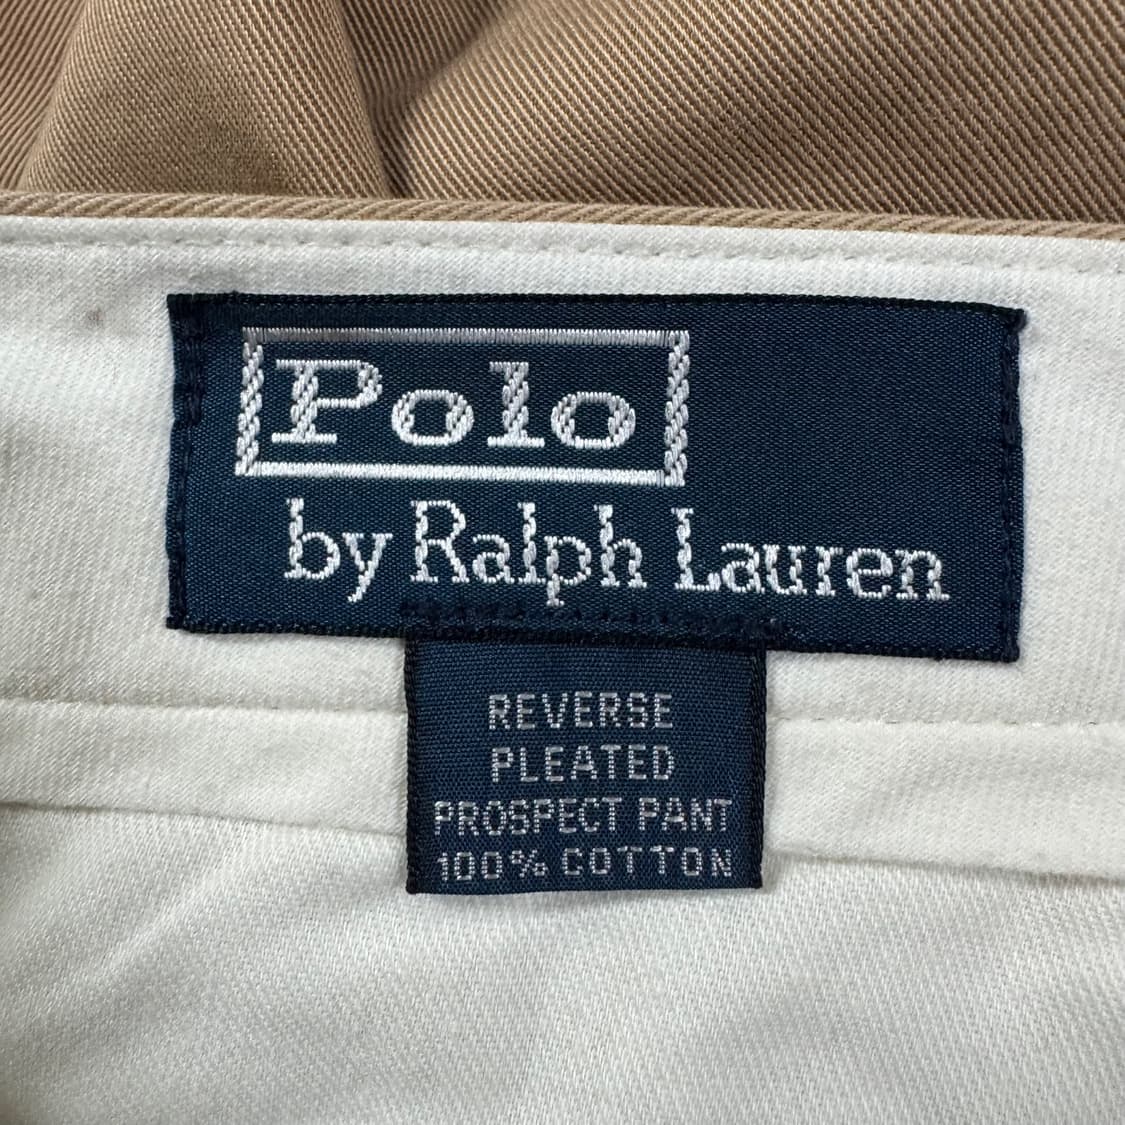 Polo
by Ralph Lauren
REVERSE
PLEATED
PROSPECT PANT
100% COTTON